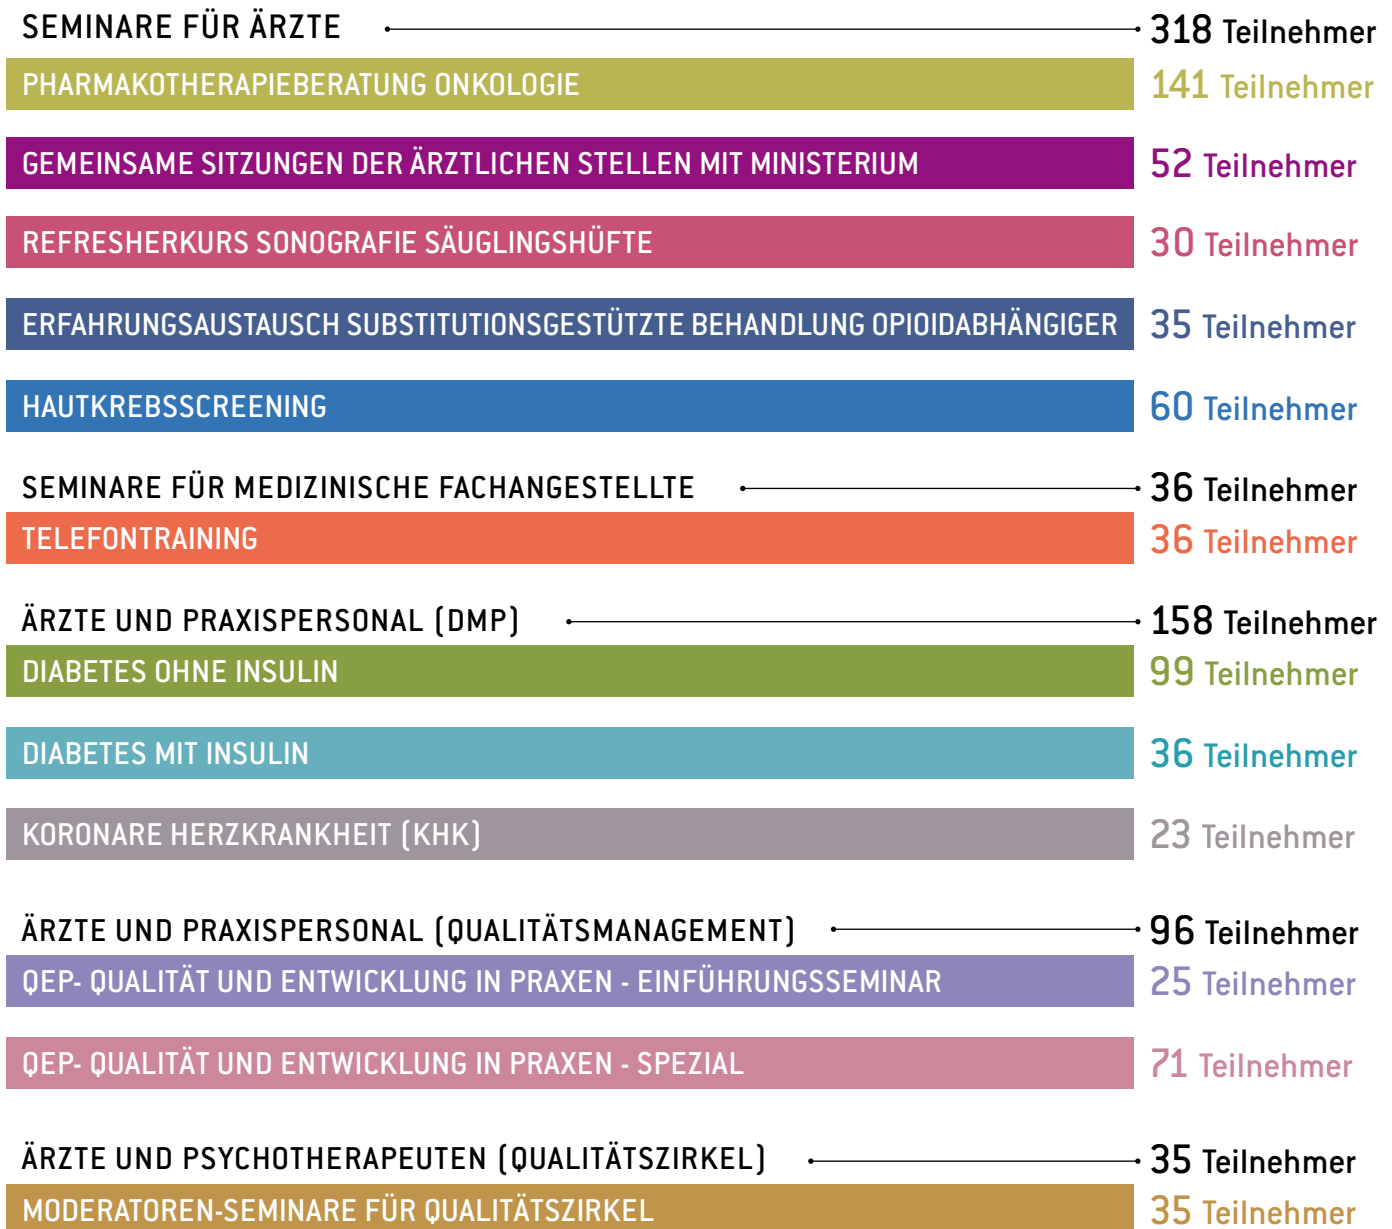 SEMINARE FÜR ÄRZTE 318 Teilnehmer
PHARMAKOTHERAPIEBERATUNG ONKOLOGIE 141 Teilnehmer
GEMEINSAME SITZUNGEN DER ÄRZTLICHEN STELLEN MIT MINISTERIUM 52 Teilnehmer
REFRESHERKURS SONOGRAFIE SÄUGLINGSHÜFTE 30 Teilnehmer
ERFAHRUNGSAUSTAUSCH SUBSTITUTIONSGESTÜTZTE BEHANDLUNG OPIOIDABHÄNGIGER 35 Teilnehmer
HAUTKREBSSCREENING 60 Teilnehmer
SEMINARE FÜR MEDIZINISCHE FACHANGESTELLTE 36 Teilnehmer
TELEFONTRAINING 36 Teilnehmer
ÄRZTE UND PRAXISPERSONAL (DMP) 158 Teilnehmer
DIABETES OHNE INSULIN 99 Teilnehmer
DIABETES MIT INSULIN 36 Teilnehmer
KORONARE HERZKRANKHEIT (KHK) 23 Teilnehmer
ÄRZTE UND PRAXISPERSONAL (QUALITÄTSMANAGEMENT) 96 Teilnehmer
QEP- QUALITÄT UND ENTWICKLUNG IN PRAXEN - EINFÜHRUNGSSEMINAR 25 Teilnehmer
QEP- QUALITÄT UND ENTWICKLUNG IN PRAXEN - SPEZIAL 71 Teilnehmer
ÄRZTE UND PSYCHOTHERAPEUTEN (QUALITÄTSZIRKEL) 35 Teilnehmer
MODERATOREN-SEMINARE FÜR QUALITÄTSZIRKEL 35 Teilnehmer